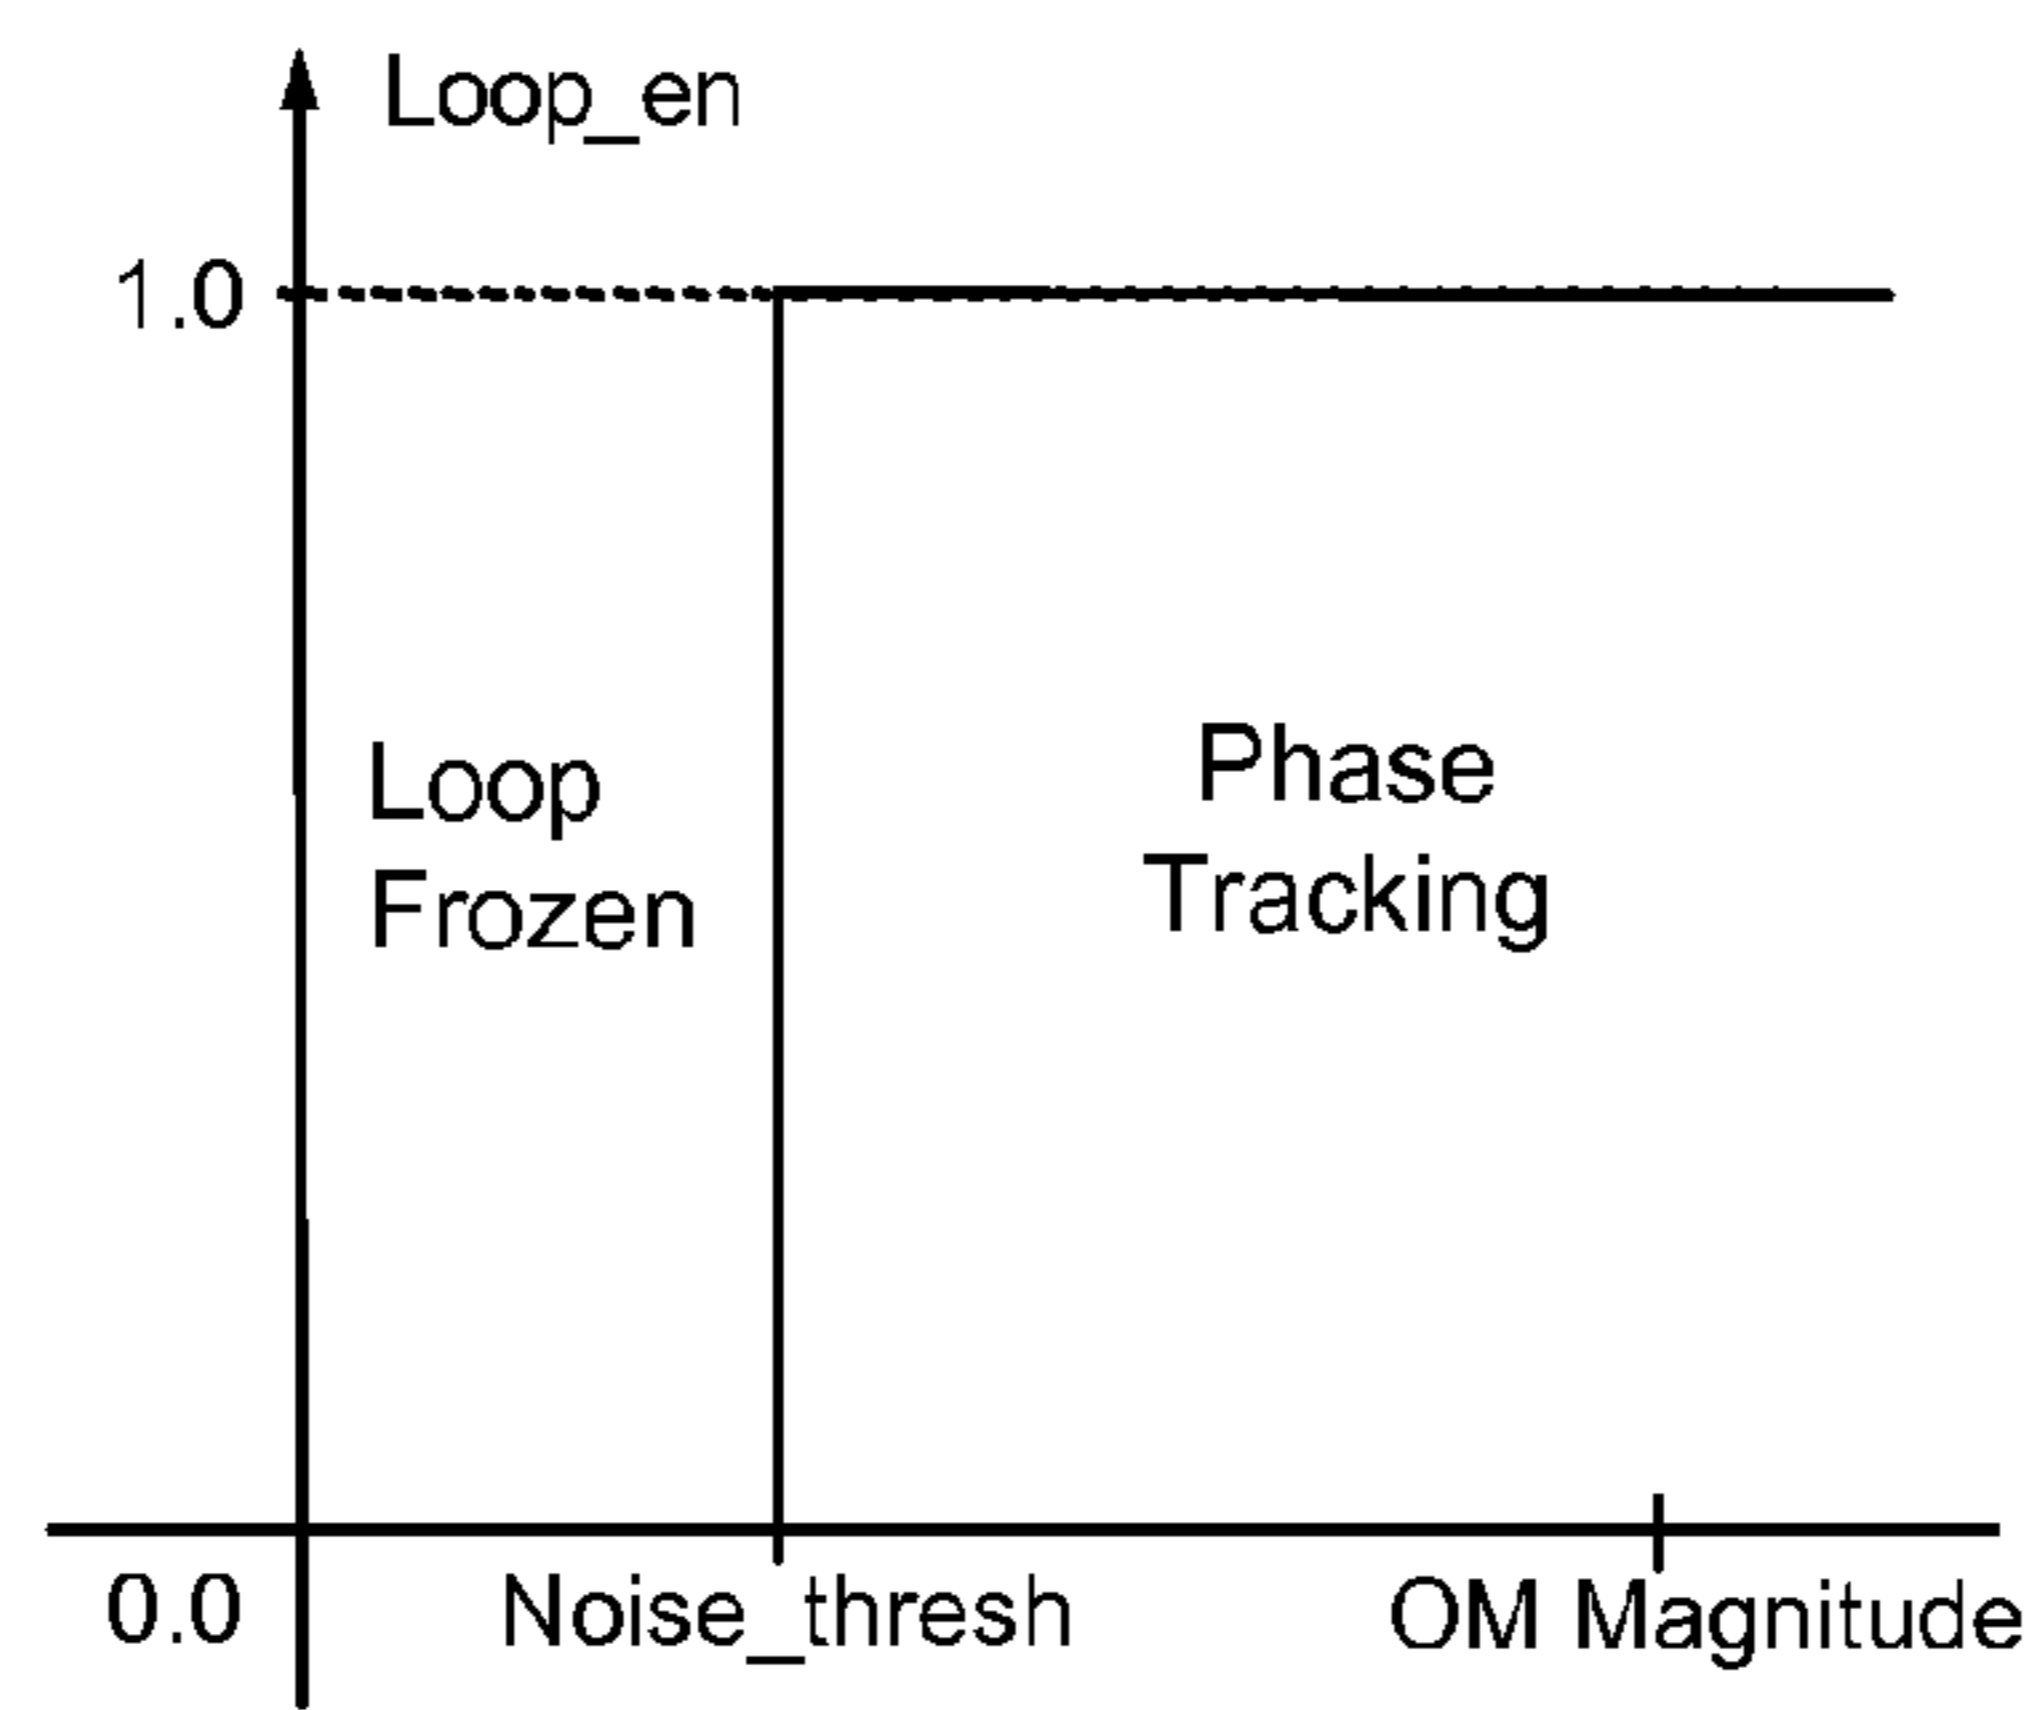 Loop_en
1.0
Loop
Frozen
Phase
Tracking
0.0
Noise_thresh
OM Magnitude